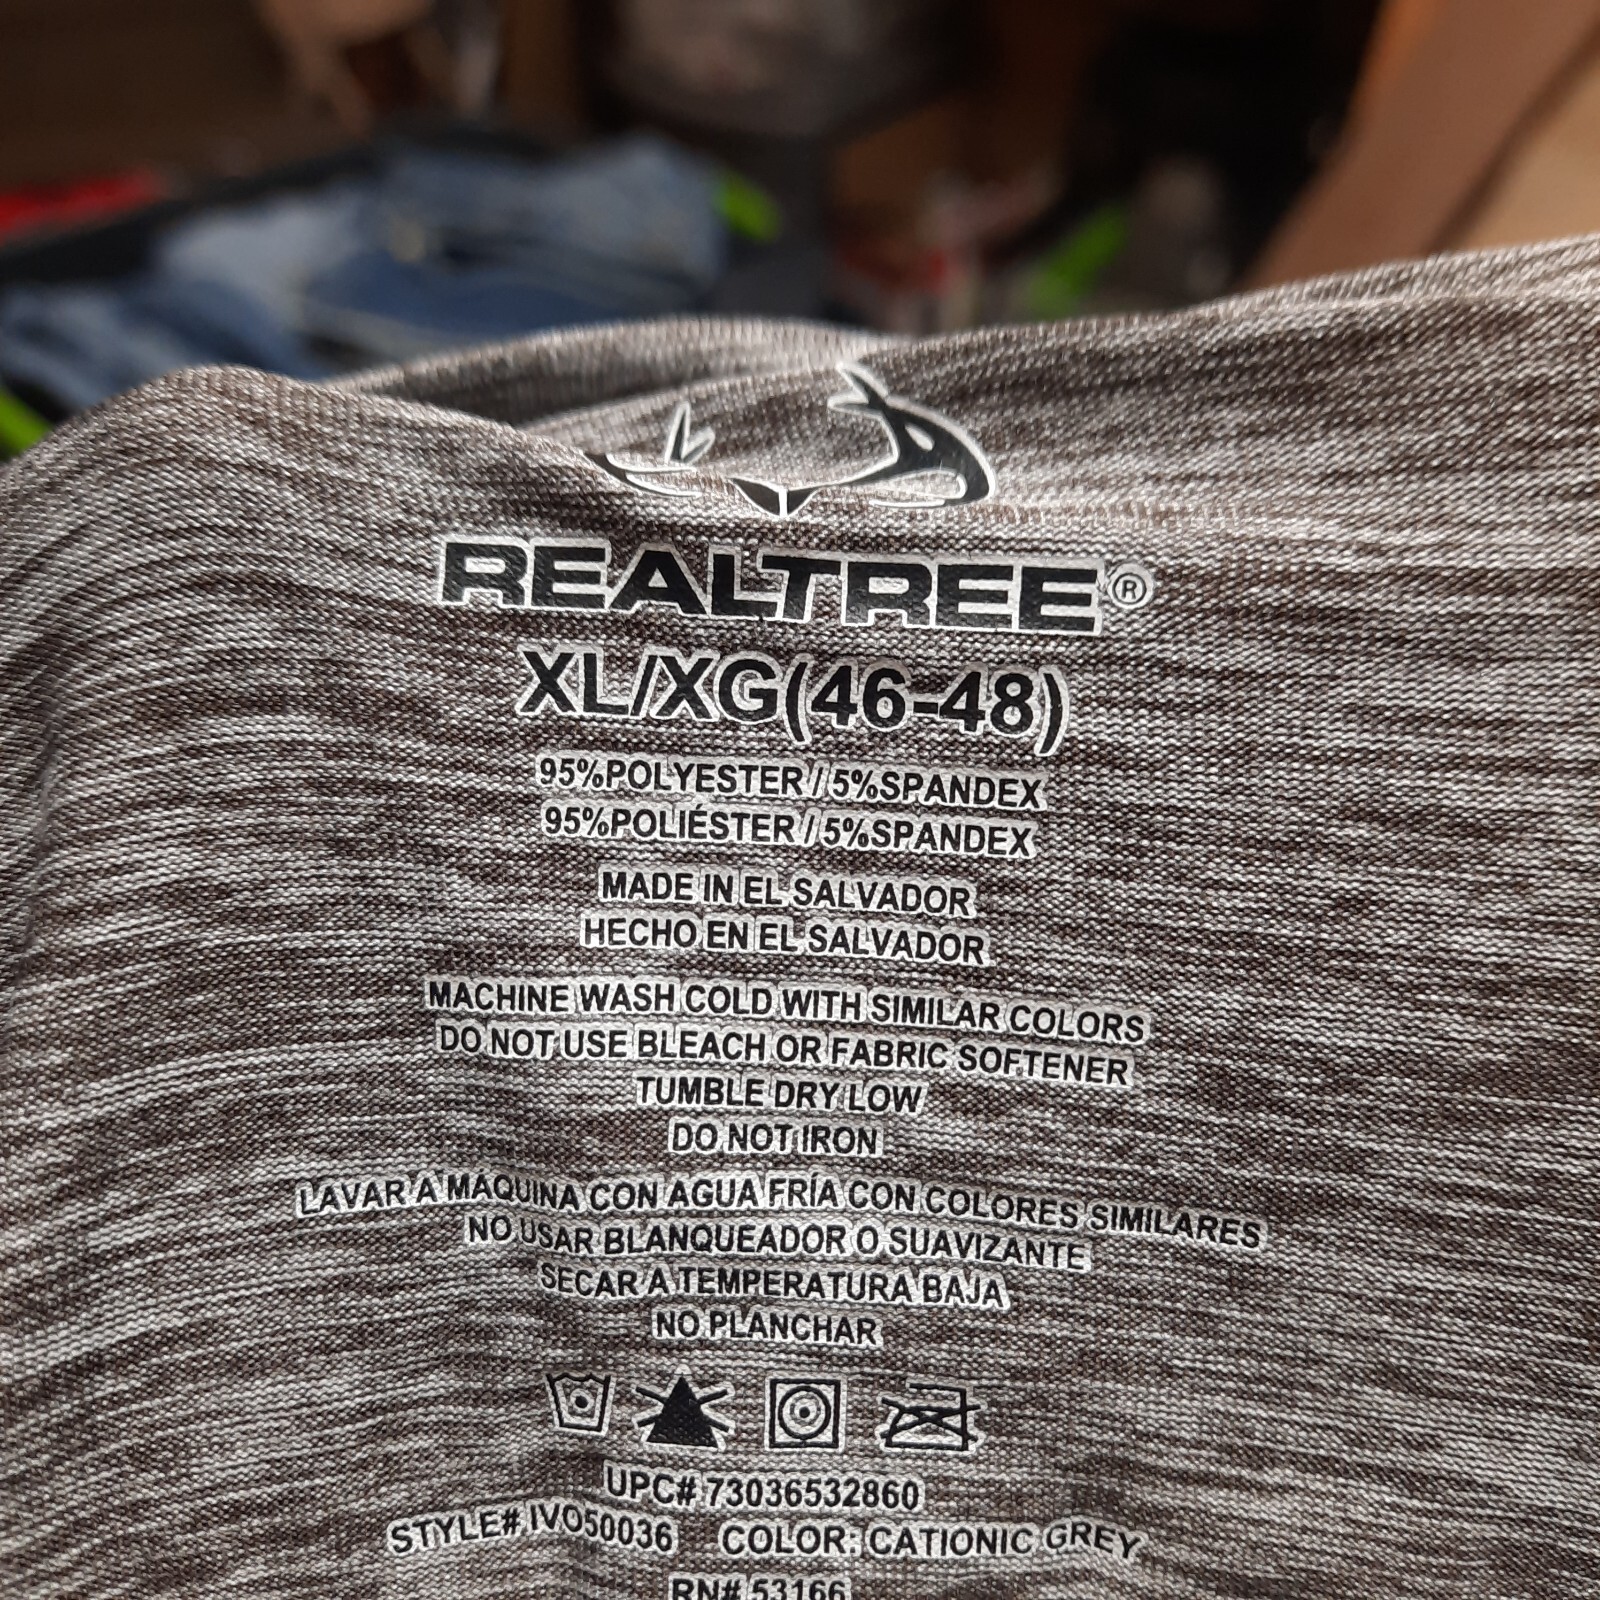 REALTREE®
XL/XG(46-48)
95%POLYESTER/5%SPANDEX
95%POLIÉSTER/5%SPANDEX
MADE IN EL SALVADOR
HECHO EN EL SALVADOR
MACHINE WASH COLD WITH SIMILAR COLORS
DO NOT USE BLEACH OR FABRIC SOFTENER
TUMBLE DRY LOW
DO NOT IRON
LAVAR A MÁQUINA CON AGUA FRÍA CON COLORES SIMILARES
NO USAR BLANQUEADOR O SUAVIZANTE
SECAR A TEMPERATURA BAJA
NO PLANCHAR
UPC# 73036532860
STYLE# IVO50036 COLOR: CATIONIC GREY
RN# 53166